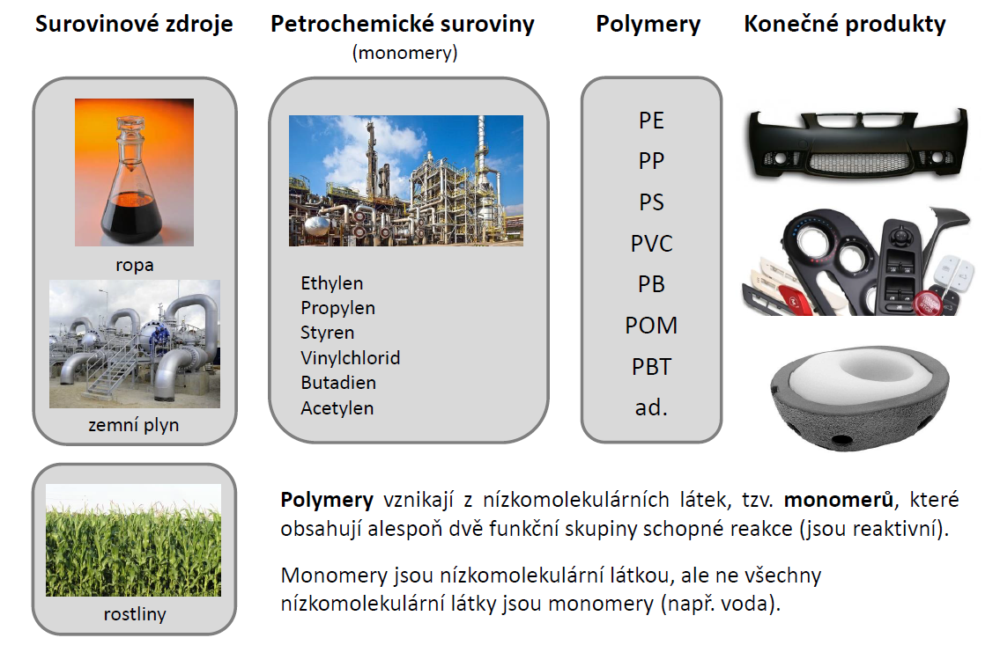 Surovinové zdroje
Petrochemické suroviny
(monomery)
Polymery
Konečné produkty
ropa
zemní plyn
rostliny
Ethylen
Propylen
Styren
Vinylchlorid
Butadien
Acetylen
PE
PP
PS
PVC
PB
POM
PBT
ad.
Polymery vznikají z nízkomolekulárních látek, tzv. monomerů, které
obsahují alespoň dvě funkční skupiny schopné reakce (jsou reaktivní).
Monomery jsou nízkomolekulární látkou, ale ne všechny
nízkomolekulární látky jsou monomery (např. voda).